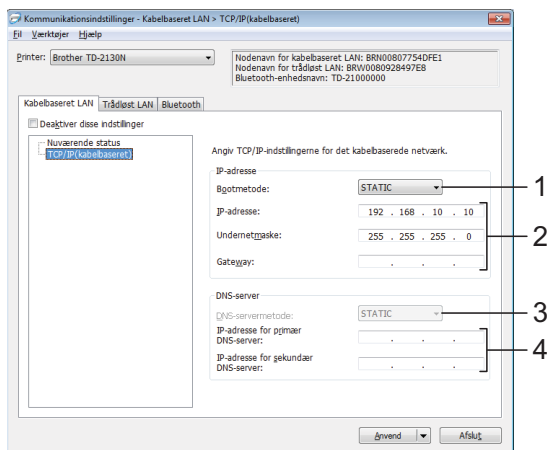 Kommunikationsindstillinger - Kabelbaseret LAN > TCP/IP(kabelbaseret)
Fil Værktøjer Hjælp
Printer: Brother TD-2130N
Nodenavn for kabelbaseret LAN: BRN00807754DFE1
Nodenavn for trådløst LAN: BRW0080928497E8
Bluetooth-enhedsnavn: TD-21000000
Kabelbaseret LAN Trådløst LAN Bluetooth
Deaktiver disse indstillinger
Nuværende status
TCP/IP(kabelbaseret)
Angiv TCP/IP-indstillingerne for det kabelbaserede netværk.
IP-adresse
Bootmetode: STATIC 1
IP-adresse: 192 . 168 . 10 . 10
Undernetmaske: 255 . 255 . 255 . 0 2
Gateway: . . .
DNS-server
DNS-servermetode: STATIC 3
IP-adresse for primær
DNS-server: . . .
4
IP-adresse for sekundær
DNS-server: . . .
Anvend Afslut